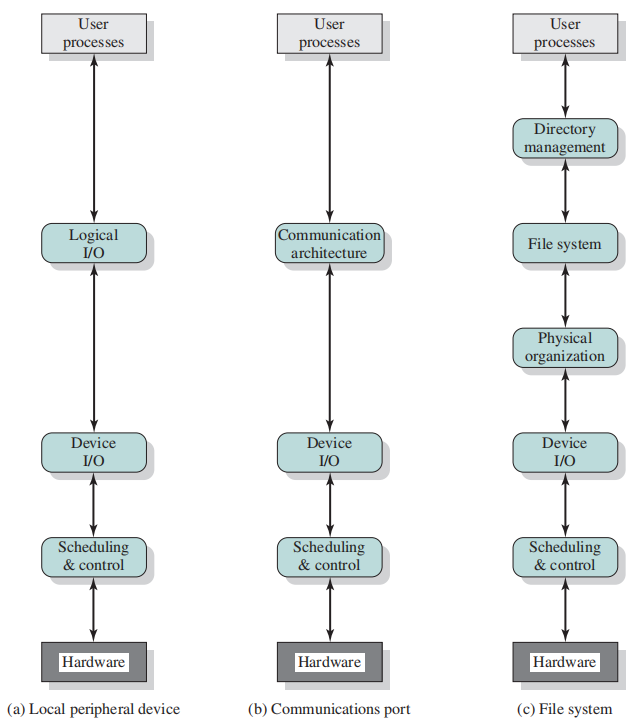 User
processes
Logical
I/O
Device
I/O
Scheduling
& control
Hardware
(a) Local peripheral device
User
processes
Communication
architecture
Device
I/O
Scheduling
& control
Hardware
(b) Communications port
User
processes
Directory
management
File system
Physical
organization
Device
I/O
Scheduling
& control
Hardware
(c) File system